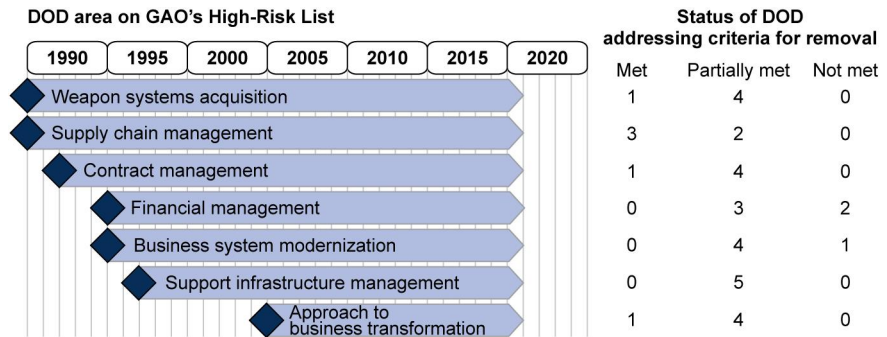 DOD area on GAO’s High-Risk List
Status of DOD
addressing criteria for removal
1990 1995 2000 2005 2010 2015 2020
Met Partially met Not met
Weapon systems acquisition 1 4 0
Supply chain management 3 2 0
Contract management 1 4 0
Financial management 0 3 2
Business system modernization 0 4 1
Support infrastructure management 0 5 0
Approach to
business transformation 1 4 0